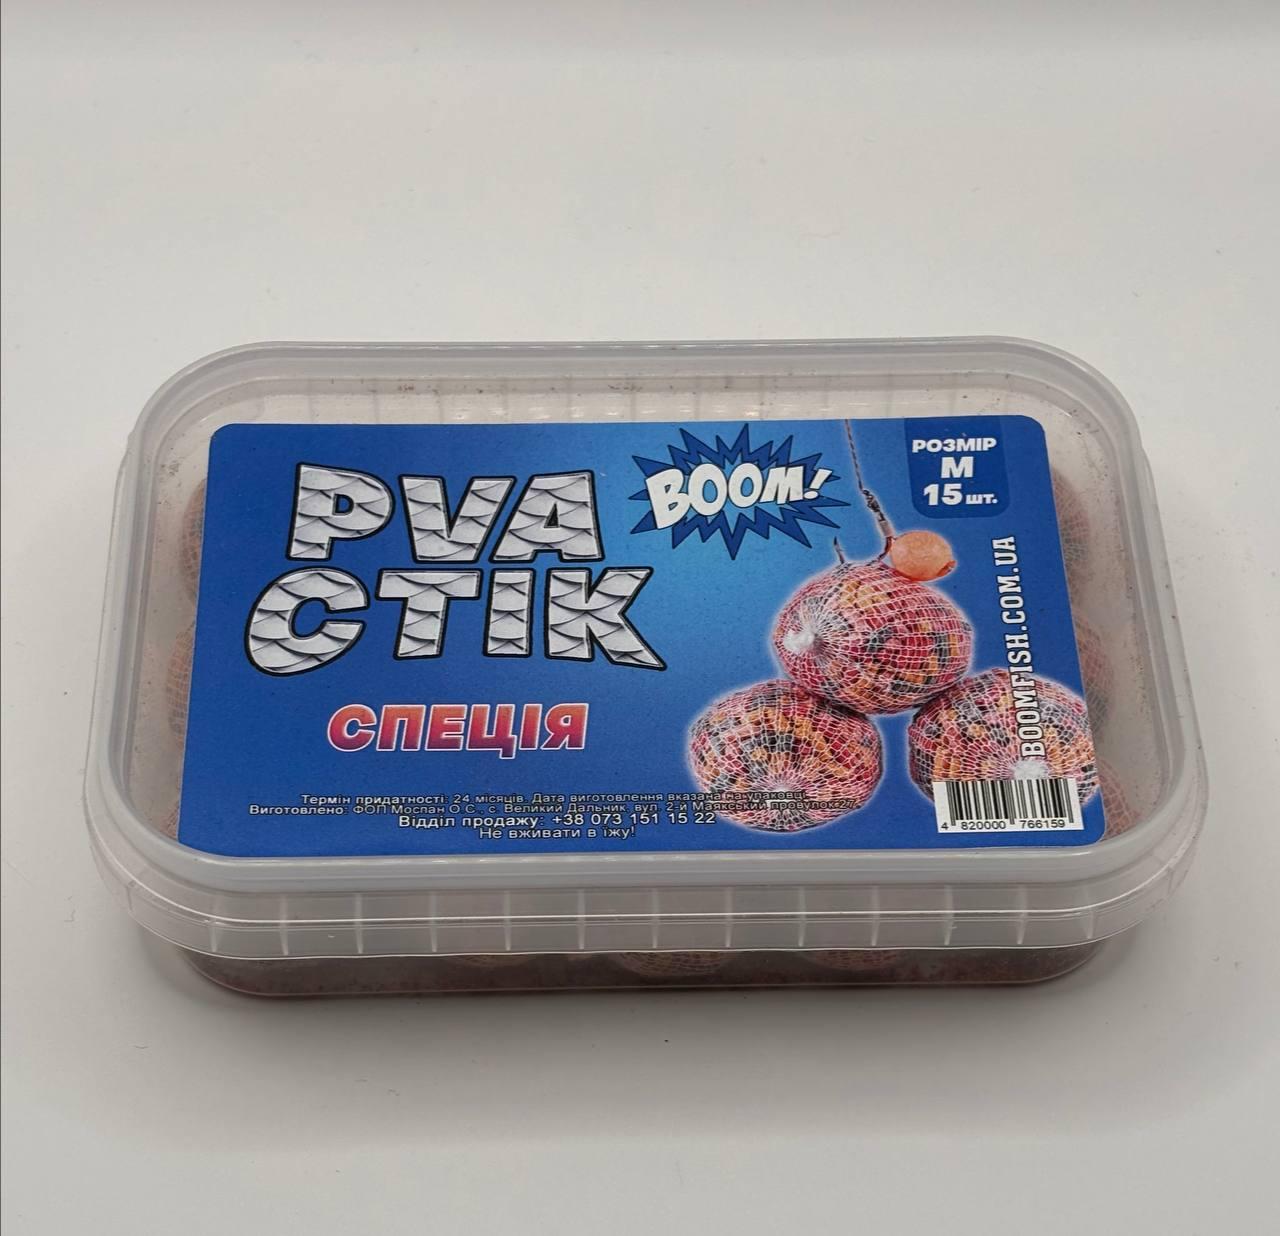 PVA
СТІК
BOOM!
РОЗМІР
М
15 шт.
СПЕЦІЯ
BOOMFISH.COM.UA
Термін придатності: 24 місяців. Дата виготовлення вказана на упаковці.
Виготовлено: ФОП Мосpan О.С., с. Великий Дальник, вул. 2-й Маякський провулок 27,
Відділ продажу: +38 073 151 15 22
Не вживати в їжу!
4 820000 766159